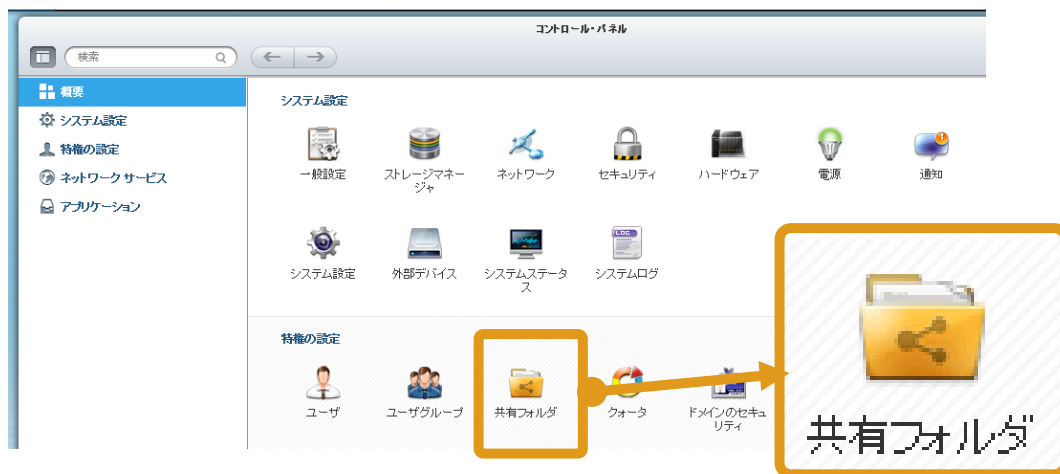 コントロール・パネル
検索
概要
システム設定
特権の設定
ネットワーク サービス
アプリケーション
システム設定
一般設定
ストレージマネー
ジャ
ネットワーク
セキュリティ
ハードウェア
電源
通知
システム設定
外部デバイス
システムステータ
ス
LOG
システムログ
特権の設定
ユーザ
ユーザグループ
共有フォルダ
クォータ
ドメインのセキュ
リティ
共有フォルダ